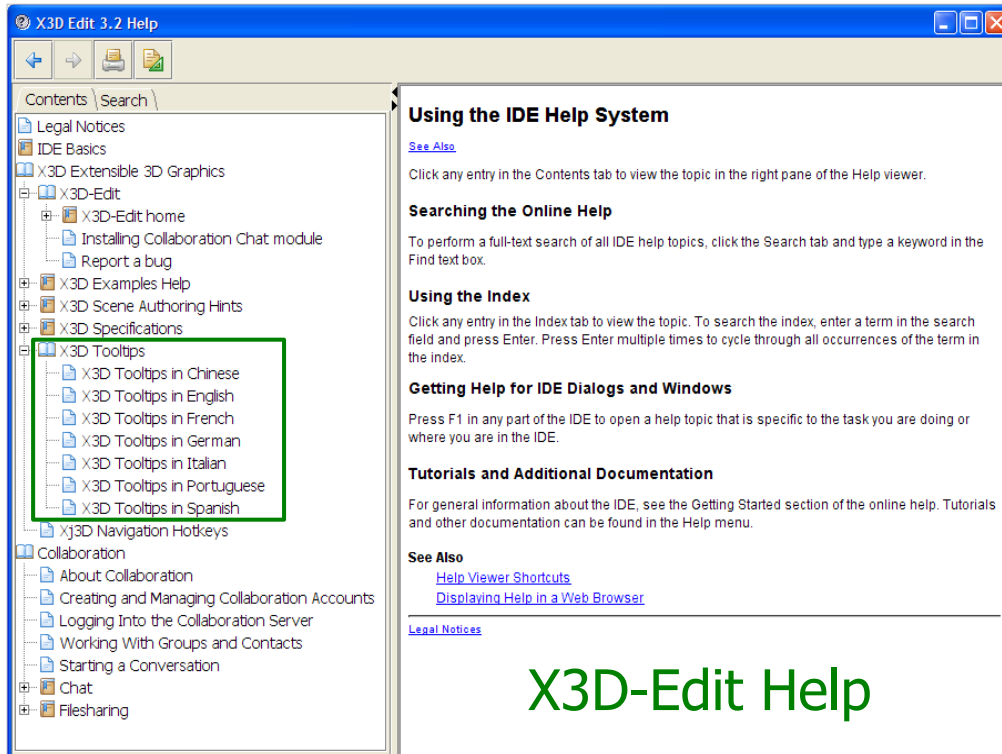 X3D Edit 3.2 Help
Contents
Search
Legal Notices
IDE Basics
X3D Extensible 3D Graphics
X3D-Edit
X3D-Edit home
Installing Collaboration Chat module
Report a bug
X3D Examples Help
X3D Scene Authoring Hints
X3D Specifications
X3D Tooltips
X3D Tooltips in Chinese
X3D Tooltips in English
X3D Tooltips in French
X3D Tooltips in German
X3D Tooltips in Italian
X3D Tooltips in Portuguese
X3D Tooltips in Spanish
Xj3D Navigation Hotkeys
Collaboration
About Collaboration
Creating and Managing Collaboration Accounts
Logging Into the Collaboration Server
Working With Groups and Contacts
Starting a Conversation
Chat
Filesharing
Using the IDE Help System
See Also
Click any entry in the Contents tab to view the topic in the right pane of the Help viewer.
Searching the Online Help
To perform a full-text search of all IDE help topics, click the Search tab and type a keyword in the
Find text box.
Using the Index
Click any entry in the Index tab to view the topic. To search the index, enter a term in the search
field and press Enter. Press Enter multiple times to cycle through all occurrences of the term in
the index.
Getting Help for IDE Dialogs and Windows
Press F1 in any part of the IDE to open a help topic that is specific to the task you are doing or
where you are in the IDE.
Tutorials and Additional Documentation
For general information about the IDE, see the Getting Started section of the online help. Tutorials
and other documentation can be found in the Help menu.
See Also
Help Viewer Shortcuts
Displaying Help in a Web Browser
Legal Notices
X3D-Edit Help